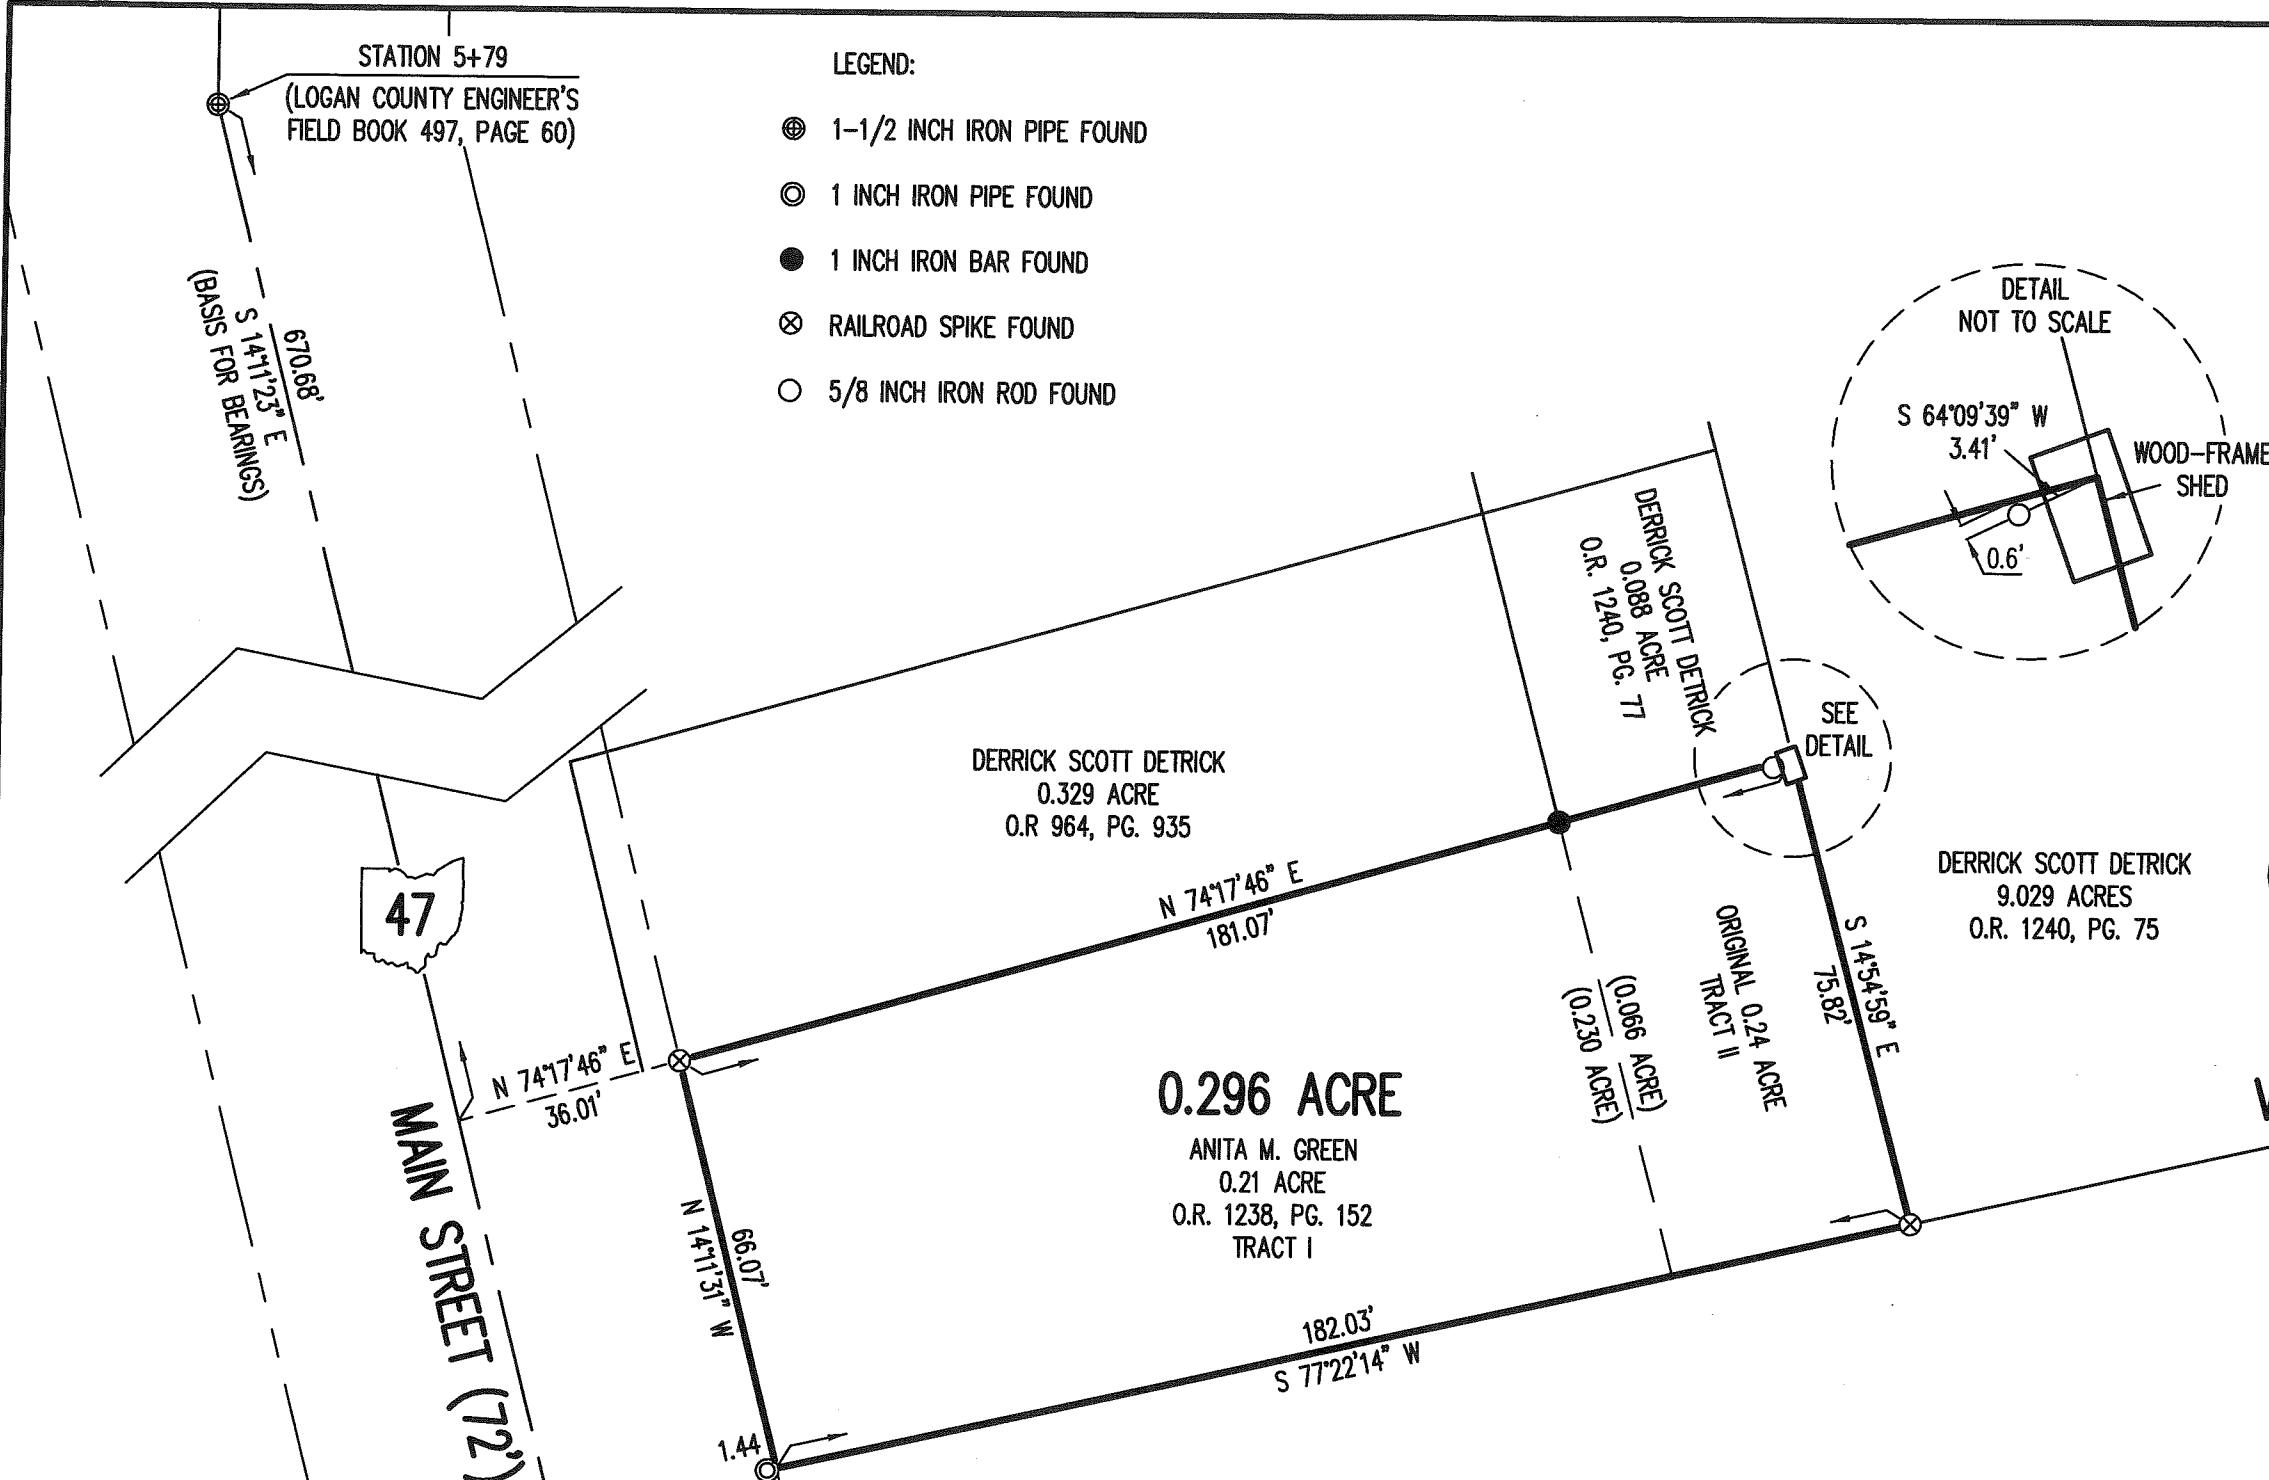 STATION 5+79
(LOGAN COUNTY ENGINEER'S
FIELD BOOK 497, PAGE 60)
LEGEND:
1-1/2 INCH IRON PIPE FOUND
1 INCH IRON PIPE FOUND
1 INCH IRON BAR FOUND
RAILROAD SPIKE FOUND
5/8 INCH IRON ROD FOUND
670.68'
S 14°11'23" E
(BASIS FOR BEARINGS)
DETAIL
NOT TO SCALE
S 64°09'39" W
3.41'
WOOD-FRAME
SHED
0.6'
DERRICK SCOTT DETRICK
0.088 ACRE
O.R. 1240, PG. 77
SEE
DETAIL
DERRICK SCOTT DETRICK
0.329 ACRE
O.R 964, PG. 935
DERRICK SCOTT DETRICK
9.029 ACRES
O.R. 1240, PG. 75
47
N 74°17'46" E
181.07'
ORIGINAL 0.24 ACRE
TRACT II
S 14°54'59" E
75.82'
(0.066 ACRE)
(0.230 ACRE)
N 74°17'46" E
36.01'
0.296 ACRE
ANITA M. GREEN
0.21 ACRE
O.R. 1238, PG. 152
TRACT I
MAIN STREET (72')
66.07'
N 14°11'31" W
182.03'
S 77°22'14" W
1.44